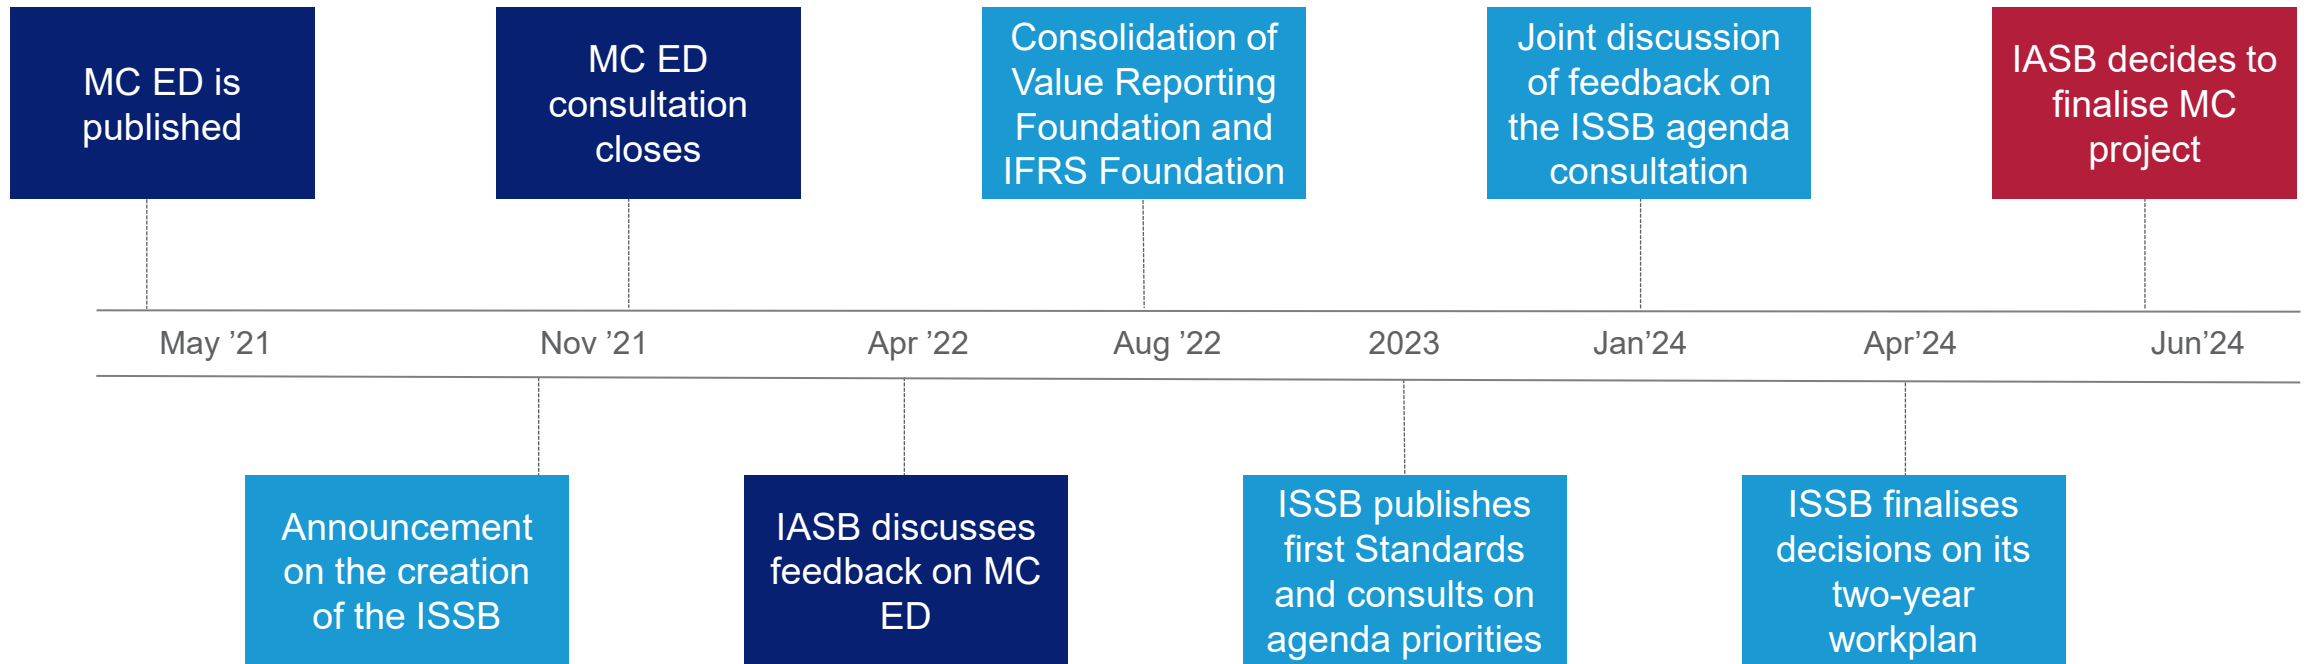 MC ED is
published
MC ED
consultation
closes
Consolidation of
Value Reporting
Foundation and
IFRS Foundation
Joint discussion
of feedback on
the ISSB agenda
consultation
IASB decides to
finalise MC
project
May ’21
Nov ’21
Apr ’22
Aug ’22
2023
Jan’24
Apr’24
Jun’24
Announcement
on the creation
of the ISSB
IASB discusses
feedback on MC
ED
ISSB publishes
first Standards
and consults on
agenda priorities
ISSB finalises
decisions on its
two-year
workplan